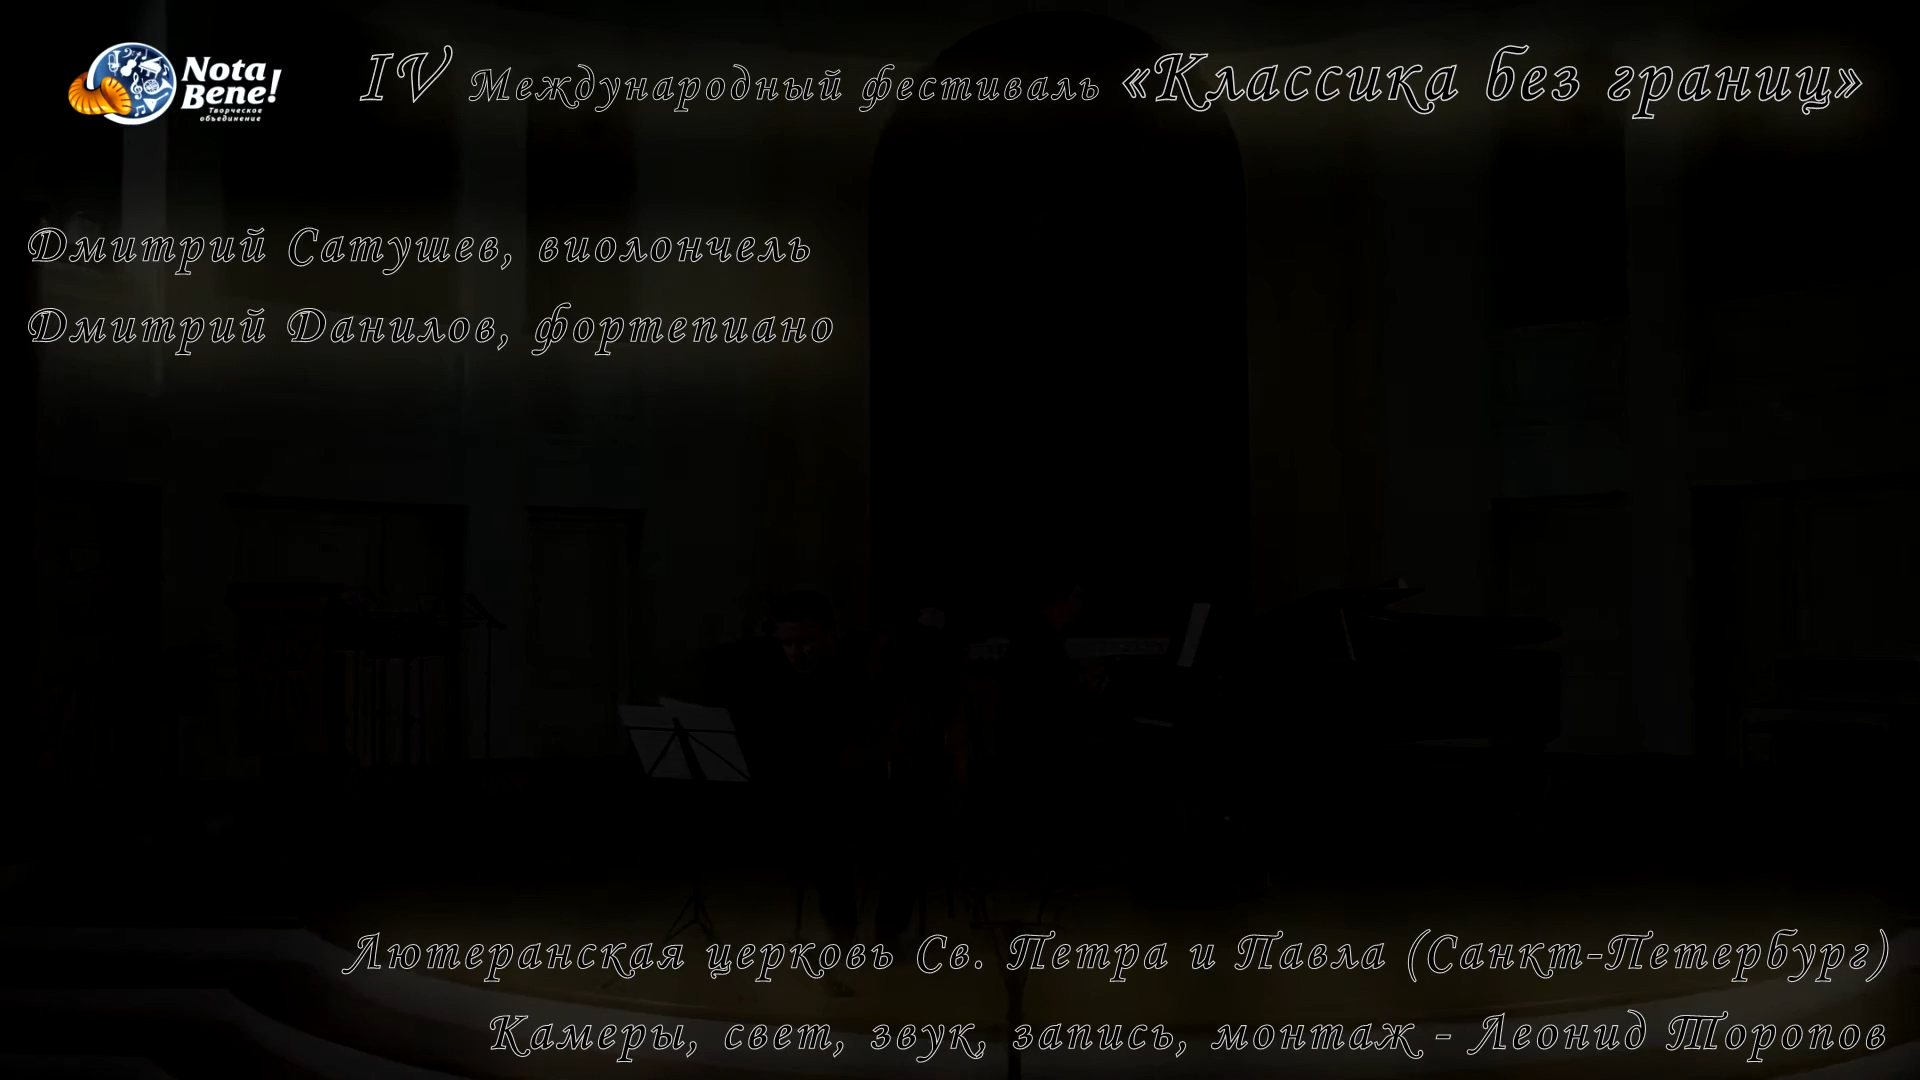 Nota
Bene!
Творческое
объединение
IV Международный фестиваль «Классика без границ»
Дмитрий Сатушев, виолончель
Дмитрий Данилов, фортепиано
Лютеранская церковь Св. Петра и Павла (Санкт-Петербург)
Камеры, свет, звук, запись, монтаж - Леонид Торопов